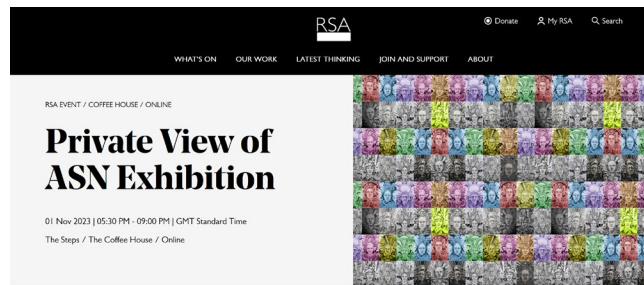 RSA
Donate
My RSA
Search
WHAT'S ON
OUR WORK
LATEST THINKING
JOIN AND SUPPORT
ABOUT
RSA EVENT / COFFEE HOUSE / ONLINE
Private View of
ASN Exhibition
01 Nov 2023 | 05:30 PM - 09:00 PM | GMT Standard Time
The Steps / The Coffee House / Online